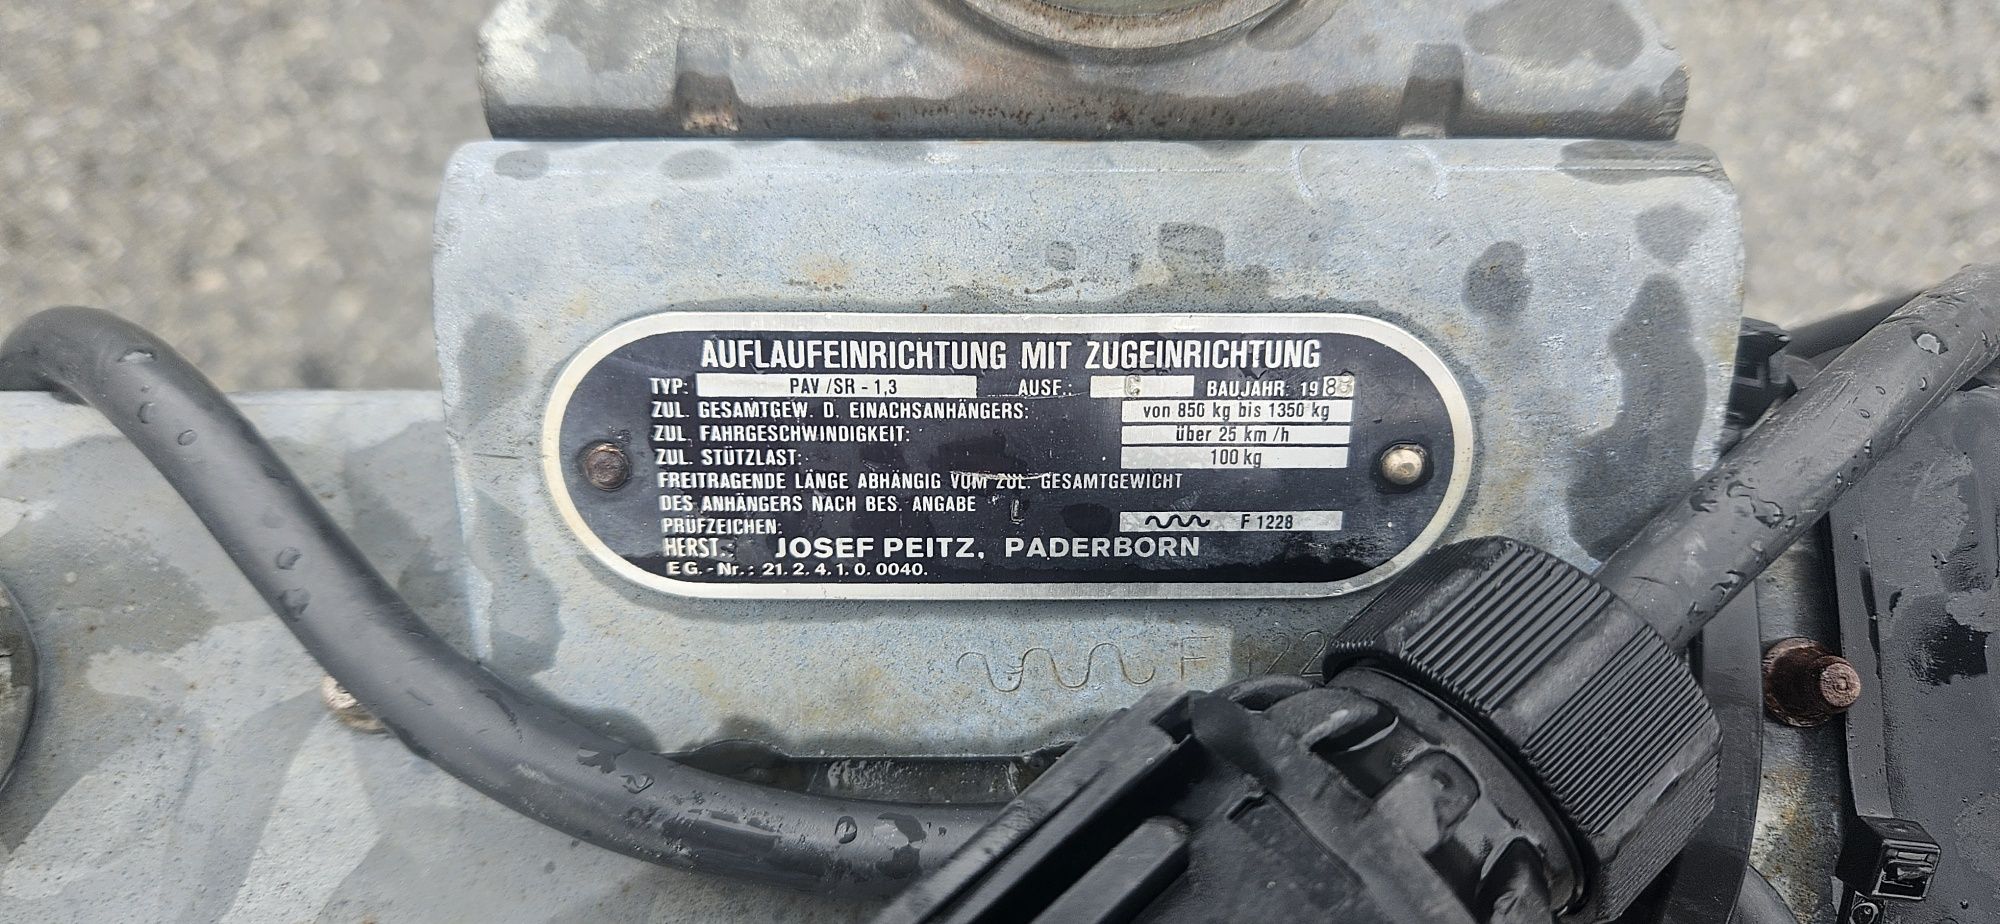 AUFLAUFEINRICHTUNG MIT ZUGEINRICHTUNG
TYP: PAV/SR-1,3 AUSF.: C BAUJAHR: 1988
ZUL. GESAMTGEW. D. EINACHSANHÄNGERS: von 850 kg bis 1350 kg
ZUL. FAHRGESCHWINDIGKEIT: über 25 km/h
ZUL. STÜTZLAST: 100 kg
FREITRAGENDE LÄNGE ABHÄNGIG VOM ZUL. GESAMTGEWICHT
DES ANHÄNGERS NACH BES. ANGABE
PRÜFZEICHEN: F 1228
HERST.: JOSEF PEITZ, PADERBORN
EG.-Nr.: 21.2.4.1.0.0040.
F 122